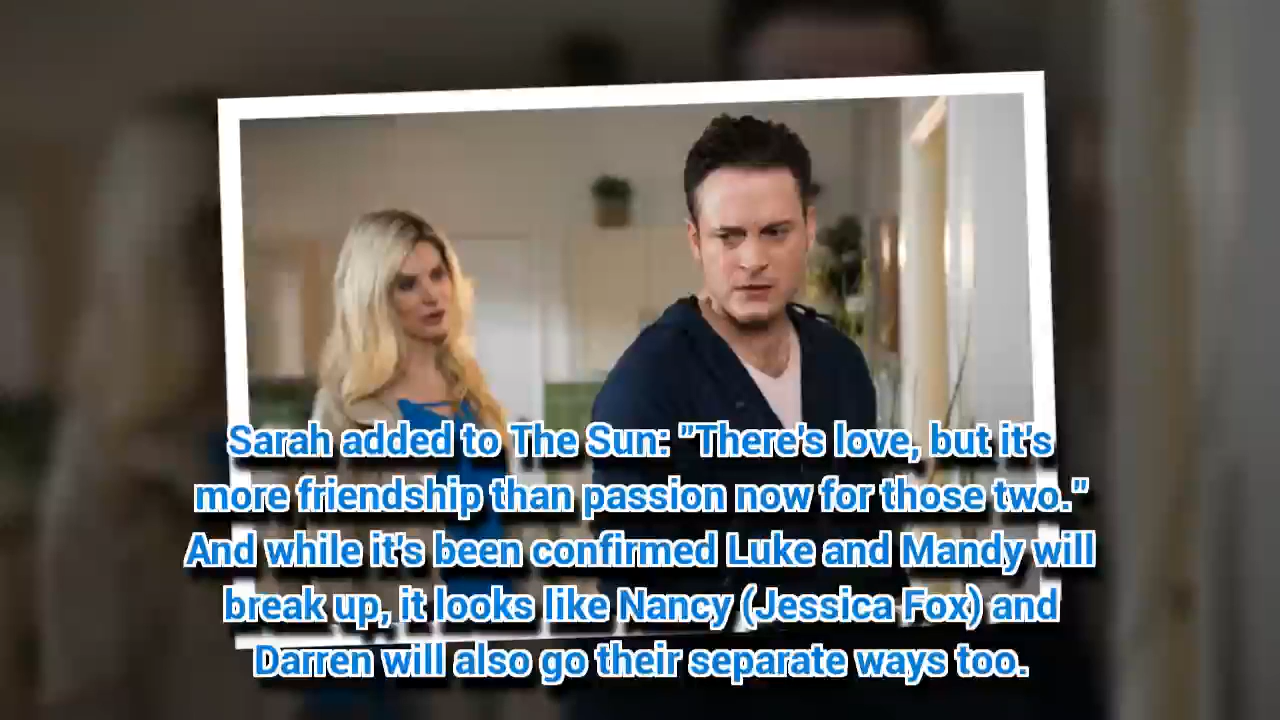 Sarah added to The Sun: "There's love, but it's
more friendship than passion now for those two."
And while it's been confirmed Luke and Mandy will
break up, it looks like Nancy (Jessica Fox) and
Darren will also go their separate ways too.